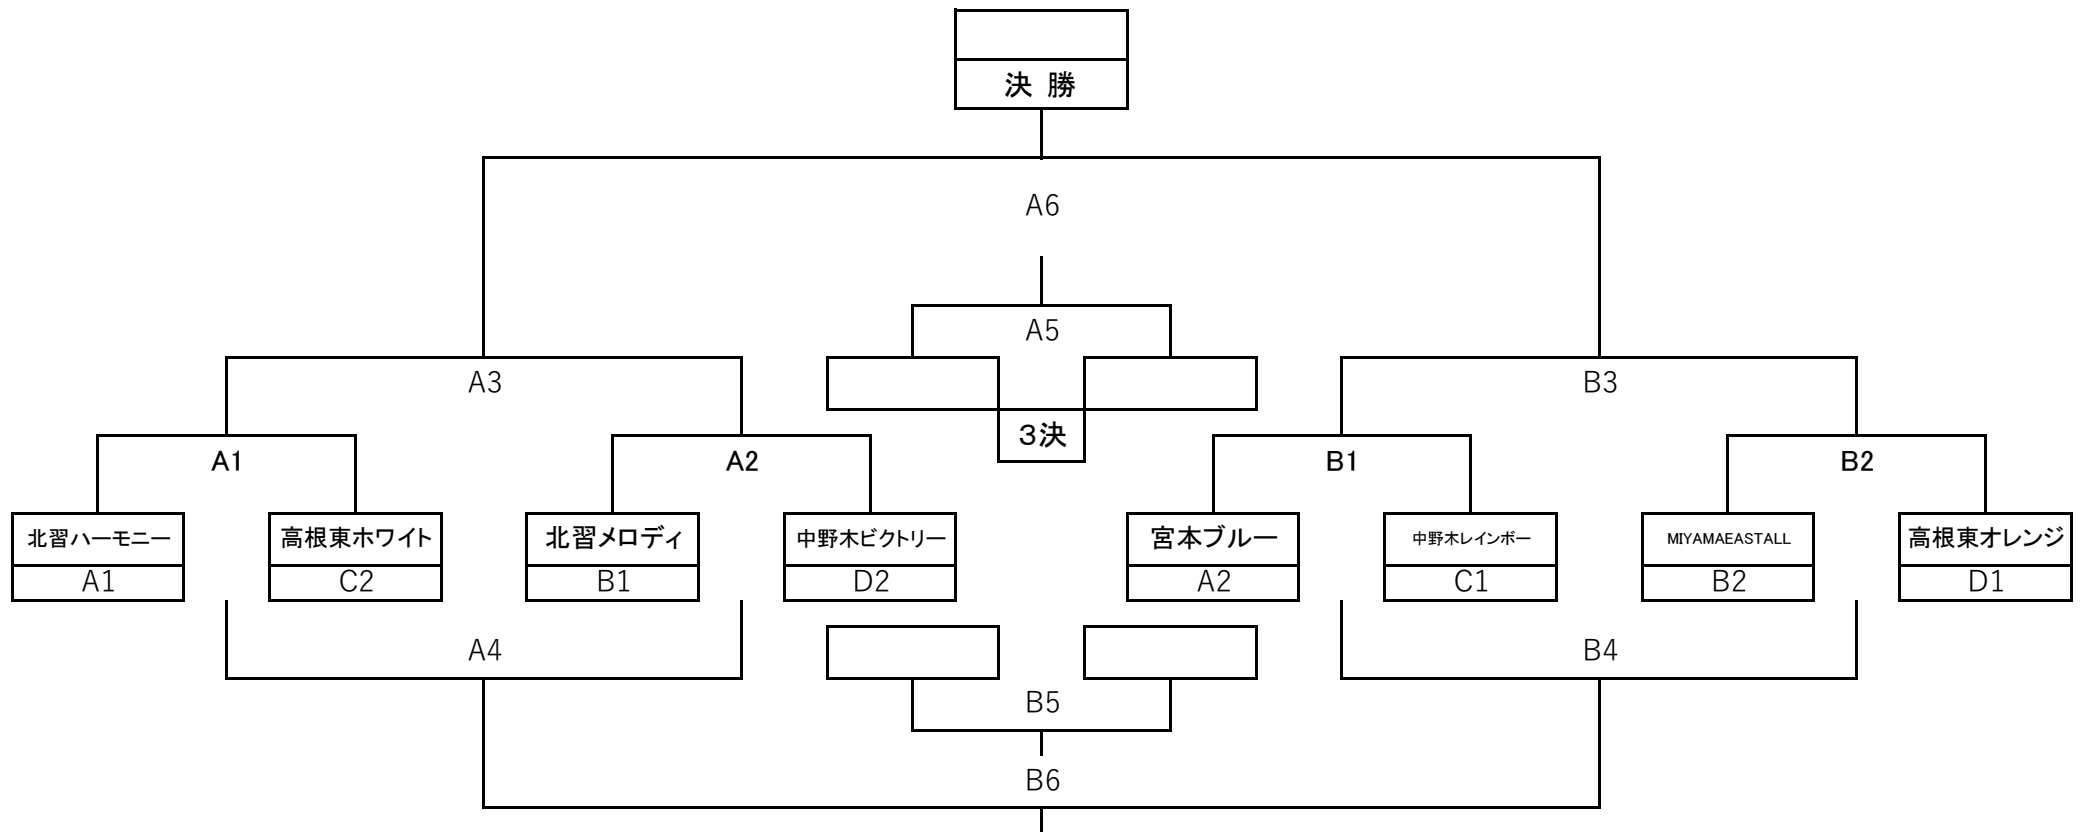 決 勝
A6
A5
A3
B3
3決
A1
A2
B1
B2
北習ハーモニー
高根東ホワイト
北習メロディ
中野木ビクトリー
宮本ブルー
中野木レインボー
MIYAMAEASTALL
高根東オレンジ
A1
C2
B1
D2
A2
C1
B2
D1
A4
B4
B5
B6